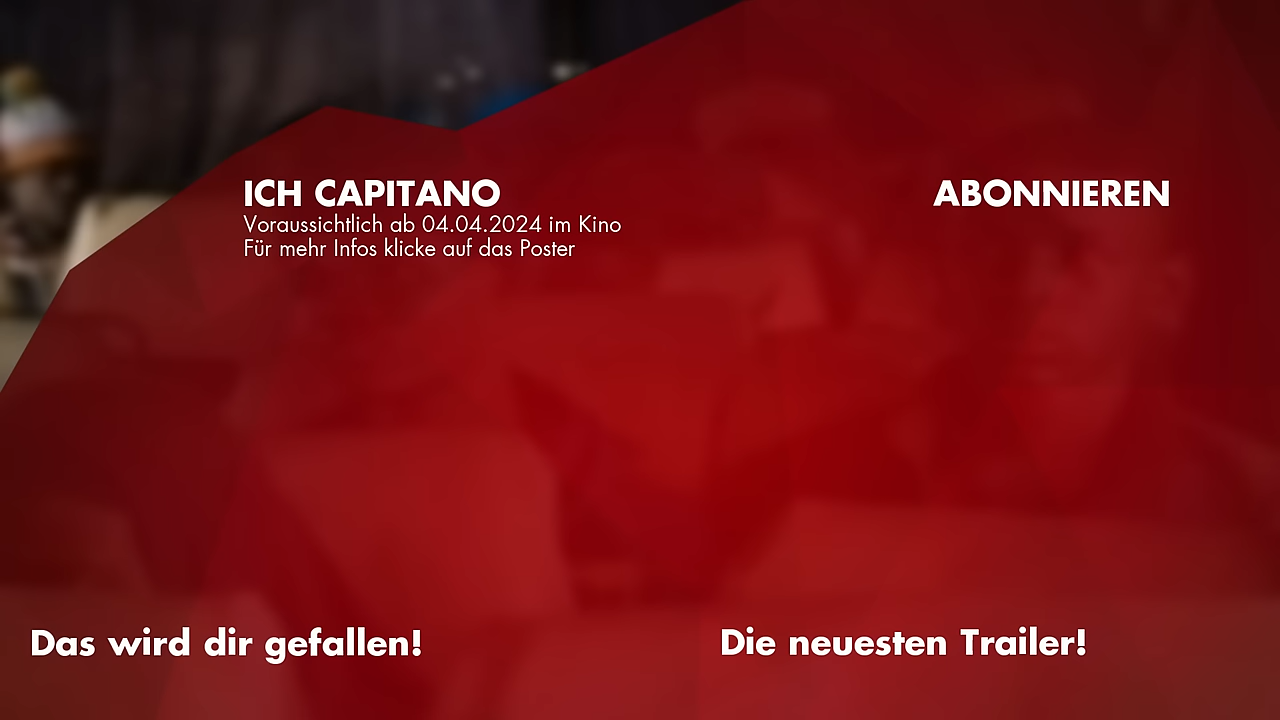 ICH CAPITANO
Voraussichtlich ab 04.04.2024 im Kino
Für mehr Infos klicke auf das Poster
ABONNIEREN
Das wird dir gefallen!
Die neuesten Trailer!